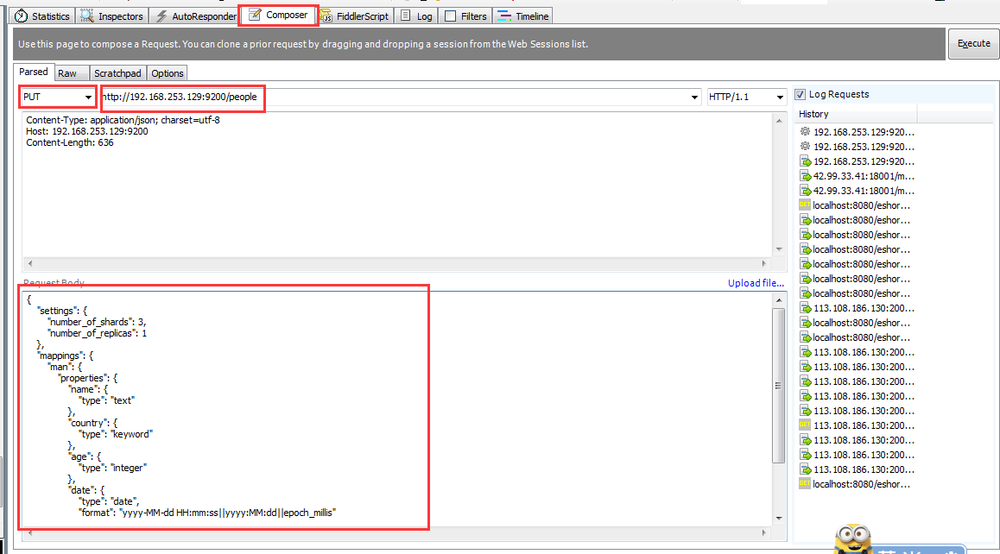 Statistics Inspectors AutoResponder Composer FiddlerScript Log Filters Timeline
Use this page to compose a Request. You can clone a prior request by dragging and dropping a session from the Web Sessions list.
Execute
Parsed Raw Scratchpad Options
PUT http://192.168.253.129:9200/people HTTP/1.1
Log Requests
Content-Type: application/json; charset=utf-8
Host: 192.168.253.129:9200
Content-Length: 636
History
192.168.253.129:920...
192.168.253.129:920...
192.168.253.129:920...
42.99.33.41:18001/m...
42.99.33.41:18001/m...
GET localhost:8080/eshor...
localhost:8080/eshor...
localhost:8080/eshor...
localhost:8080/eshor...
localhost:8080/eshor...
localhost:8080/eshor...
localhost:8080/eshor...
113.108.186.130:200...
localhost:8080/eshor...
localhost:8080/eshor...
113.108.186.130:200...
113.108.186.130:200...
113.108.186.130:200...
113.108.186.130:200...
113.108.186.130:200...
GET 113.108.186.130:200...
113.108.186.130:200...
113.108.186.130:200...
113.108.186.130:200...
GET localhost:8080/eshor...
Request Body Upload file...
{
"settings": {
"number_of_shards": 3,
"number_of_replicas": 1
},
"mappings": {
"man": {
"properties": {
"name": {
"type": "text"
},
"country": {
"type": "keyword"
},
"age": {
"type": "integer"
},
"date": {
"type": "date",
"format": "yyyy-MM-dd HH:mm:ss||yyyy:MM:dd||epoch_millis"